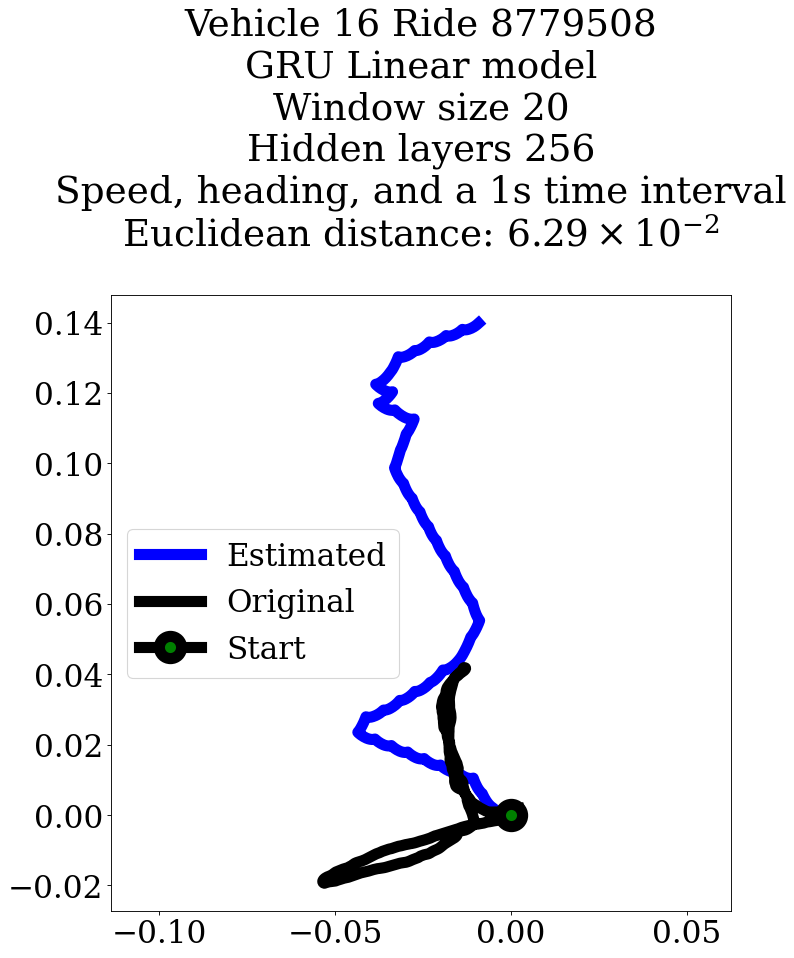 Vehicle 16 Ride 8779508
GRU Linear model
Window size 20
Hidden layers 256
Speed, heading, and a 1s time interval
Euclidean distance: 6.29 × 10⁻²
0.14
0.12
0.10
0.08
0.06
0.04
0.02
0.00
−0.02
Estimated
Original
Start
−0.10
−0.05
0.00
0.05